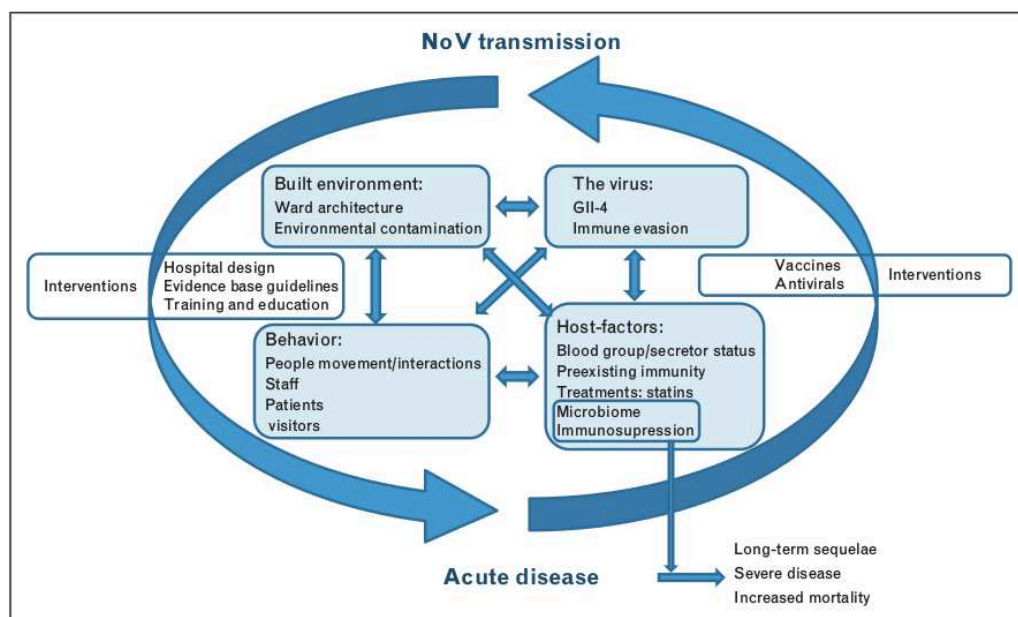 NoV transmission
Built environment:
Ward architecture
Environmental contamination
The virus:
GII-4
Immune evasion
Interventions
Hospital design
Evidence base guidelines
Training and education
Vaccines
Antivirals
Interventions
Behavior:
People movement/interactions
Staff
Patients
visitors
Host-factors:
Blood group/secretor status
Preexisting immunity
Treatments: statins
Microbiome
Immunosupression
Acute disease
Long-term sequelae
Severe disease
Increased mortality